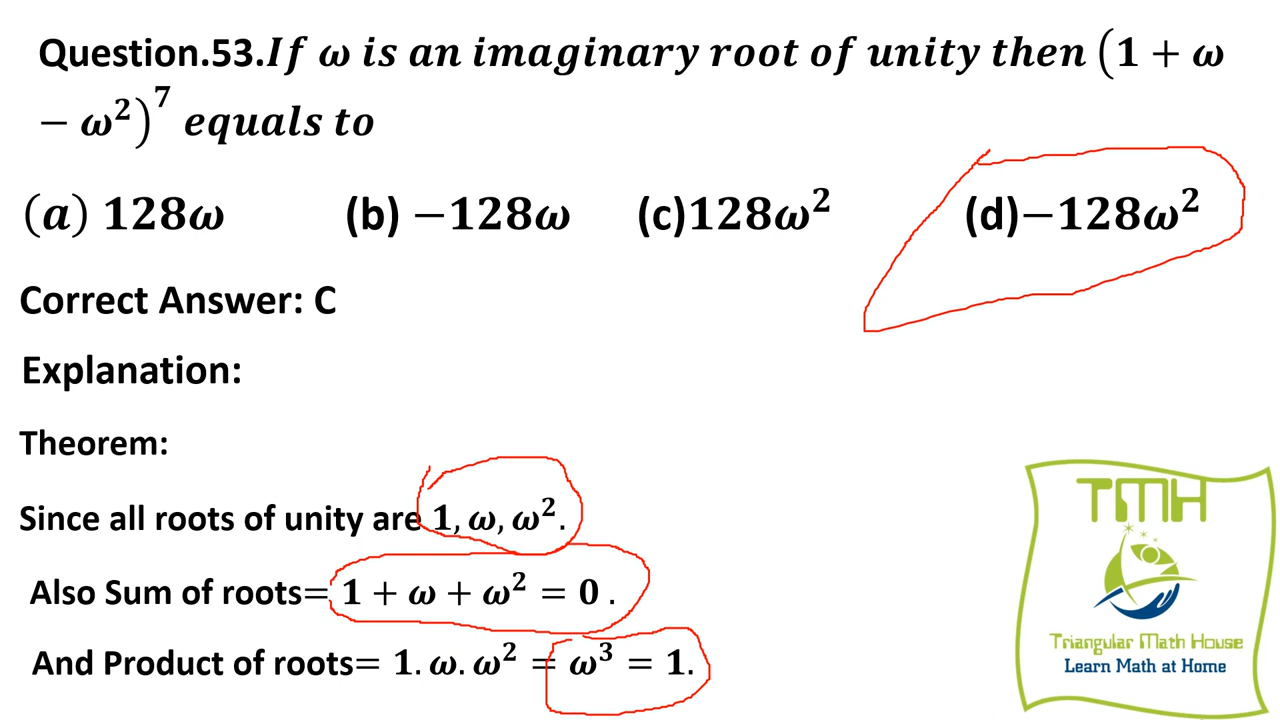 Question.53.If ω is an imaginary root of unity then (1 + ω
− ω²)⁷ equals to
(a) 128ω (b) −128ω (c)128ω² (d)−128ω²
Correct Answer: C
Explanation:
Theorem:
Since all roots of unity are 1, ω, ω².
Also Sum of roots= 1 + ω + ω² = 0 .
And Product of roots= 1. ω. ω² = ω³ = 1.
TMH
Triangular Math House
Learn Math at Home